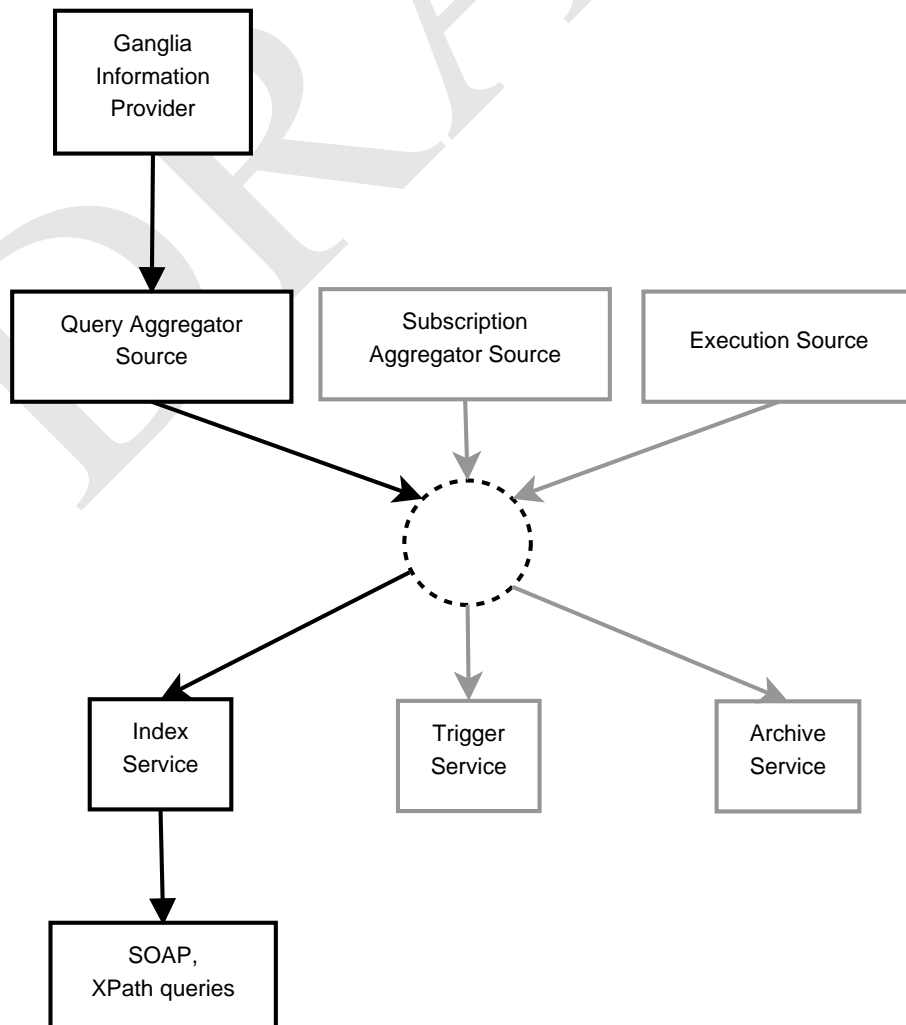 Ganglia
Information
Provider
Query Aggregator
Source
Subscription
Aggregator Source
Execution Source
Index
Service
Trigger
Service
Archive
Service
SOAP,
XPath queries